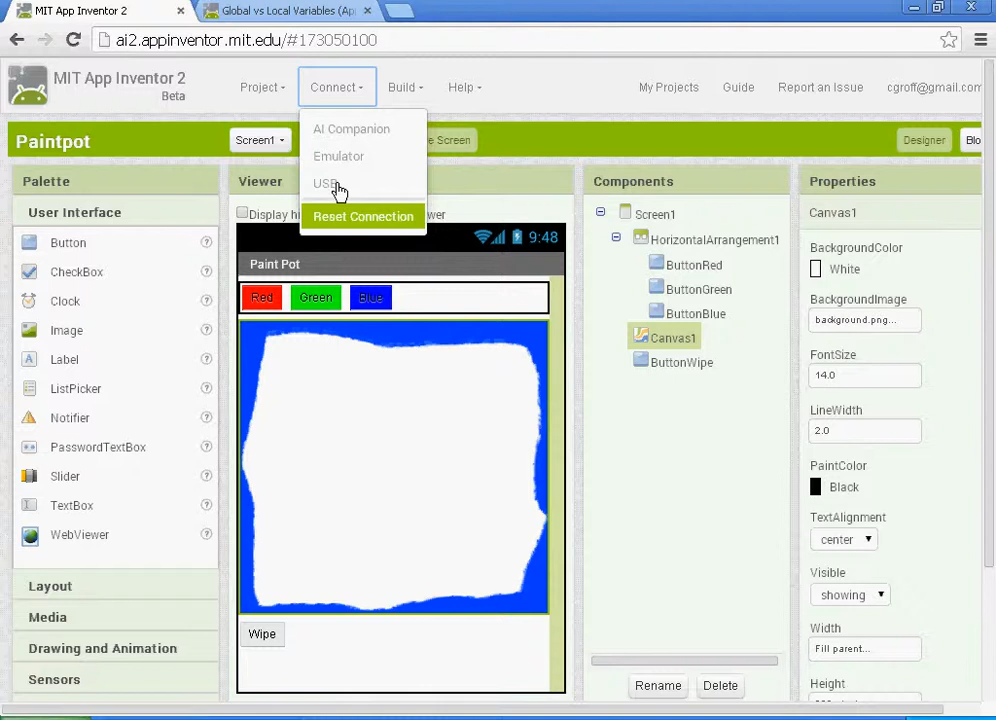 MIT App Inventor 2
Global vs Local Variables (Ap
ai2.appinventor.mit.edu/#173050100
MIT App Inventor 2
Beta
Project
Connect
Build
Help
My Projects
Guide
Report an Issue
cgroff@gmail.com
Paintpot
Screen1
AI Companion
e Screen
Designer
Blo
Emulator
USB
Reset Connection
Palette
Viewer
Components
Properties
User Interface
Button
CheckBox
Clock
Image
Label
ListPicker
Notifier
PasswordTextBox
Slider
TextBox
WebViewer
Layout
Media
Drawing and Animation
Sensors
Display h
wer
9:48
Paint Pot
Red
Green
Blue
Wipe
Screen1
HorizontalArrangement1
ButtonRed
ButtonGreen
ButtonBlue
Canvas1
ButtonWipe
Rename
Delete
Canvas1
BackgroundColor
White
BackgroundImage
background.png...
FontSize
14.0
LineWidth
2.0
PaintColor
Black
TextAlignment
center
Visible
showing
Width
Fill parent...
Height